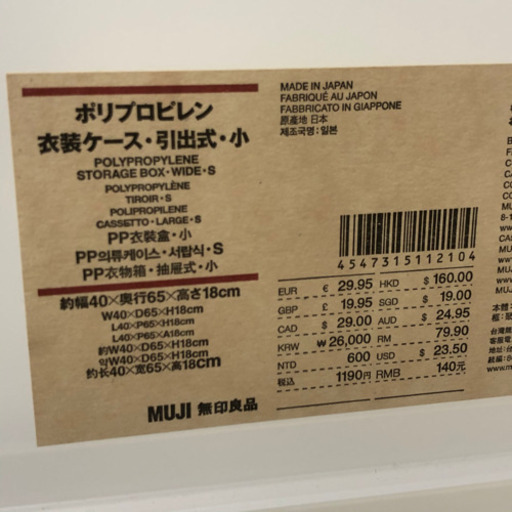 ポリプロピレン
衣装ケース・引出式・小
POLYPROPYLENE
STORAGE BOX・WIDE・S
POLYPROPYLÈNE
TIROIR・S
POLIPROPILENE
CASSETTO・LARGE・S
PP衣裝盒・小
PP의류케이스・서랍식・S
PP衣物箱・抽屉式・小
約幅40×奥行65×高さ18cm
W40×D65×H18cm
L40×P65×H18cm
L40×P65×A18cm
約W40×D65×H18cm
약W40×D65×H18cm
约长40×宽65×高18cm
MUJI 無印良品
MADE IN JAPAN
FABRIQUÉ AU JAPON
FABBRICATO IN GIAPPONE
原產地 日本
제조국명:일본
4547315112104
EUR € 29.95 HKD $ 160.00
GBP £ 19.95 SGD $ 19.00
CAD $ 29.00 AUD $ 24.95
KRW ₩ 26,000 RM 79.90
NTD 600 USD $ 23.50
税込 1190円 RMB 140元